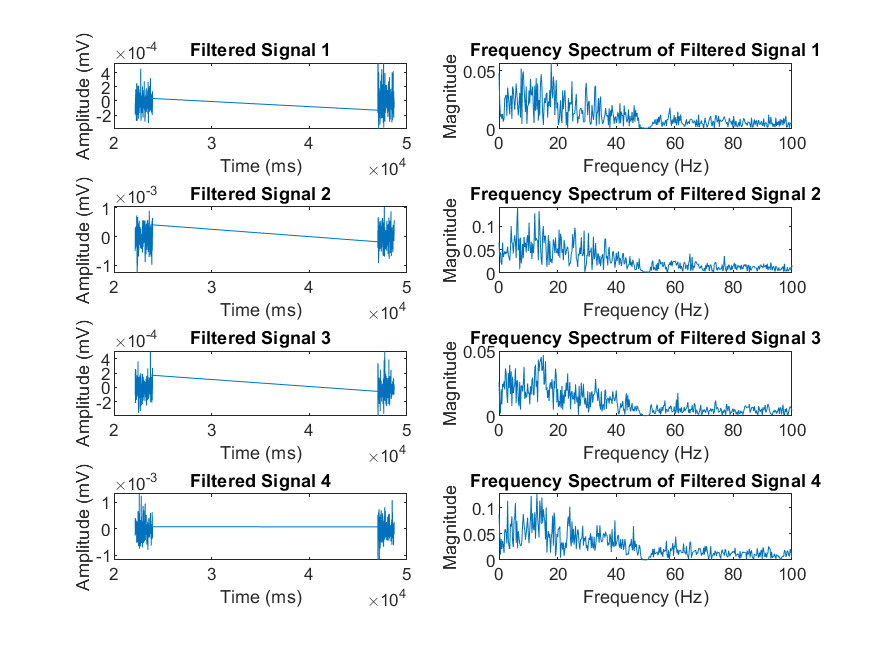 Filtered Signal 1
×10-4
Amplitude (mV)
4
2
0
-2
2 3 4 5
Time (ms)
×10^4
Frequency Spectrum of Filtered Signal 1
Magnitude
0.05
0
0 20 40 60 80 100
Frequency (Hz)
Filtered Signal 2
×10-3
Amplitude (mV)
1
0
-1
2 3 4 5
Time (ms)
×10^4
Frequency Spectrum of Filtered Signal 2
Magnitude
0.1
0.05
0
0 20 40 60 80 100
Frequency (Hz)
Filtered Signal 3
×10-4
Amplitude (mV)
4
2
0
-2
2 3 4 5
Time (ms)
×10^4
Frequency Spectrum of Filtered Signal 3
Magnitude
0.05
0
0 20 40 60 80 100
Frequency (Hz)
Filtered Signal 4
×10-3
Amplitude (mV)
1
0
-1
2 3 4 5
Time (ms)
×10^4
Frequency Spectrum of Filtered Signal 4
Magnitude
0.1
0.05
0
0 20 40 60 80 100
Frequency (Hz)